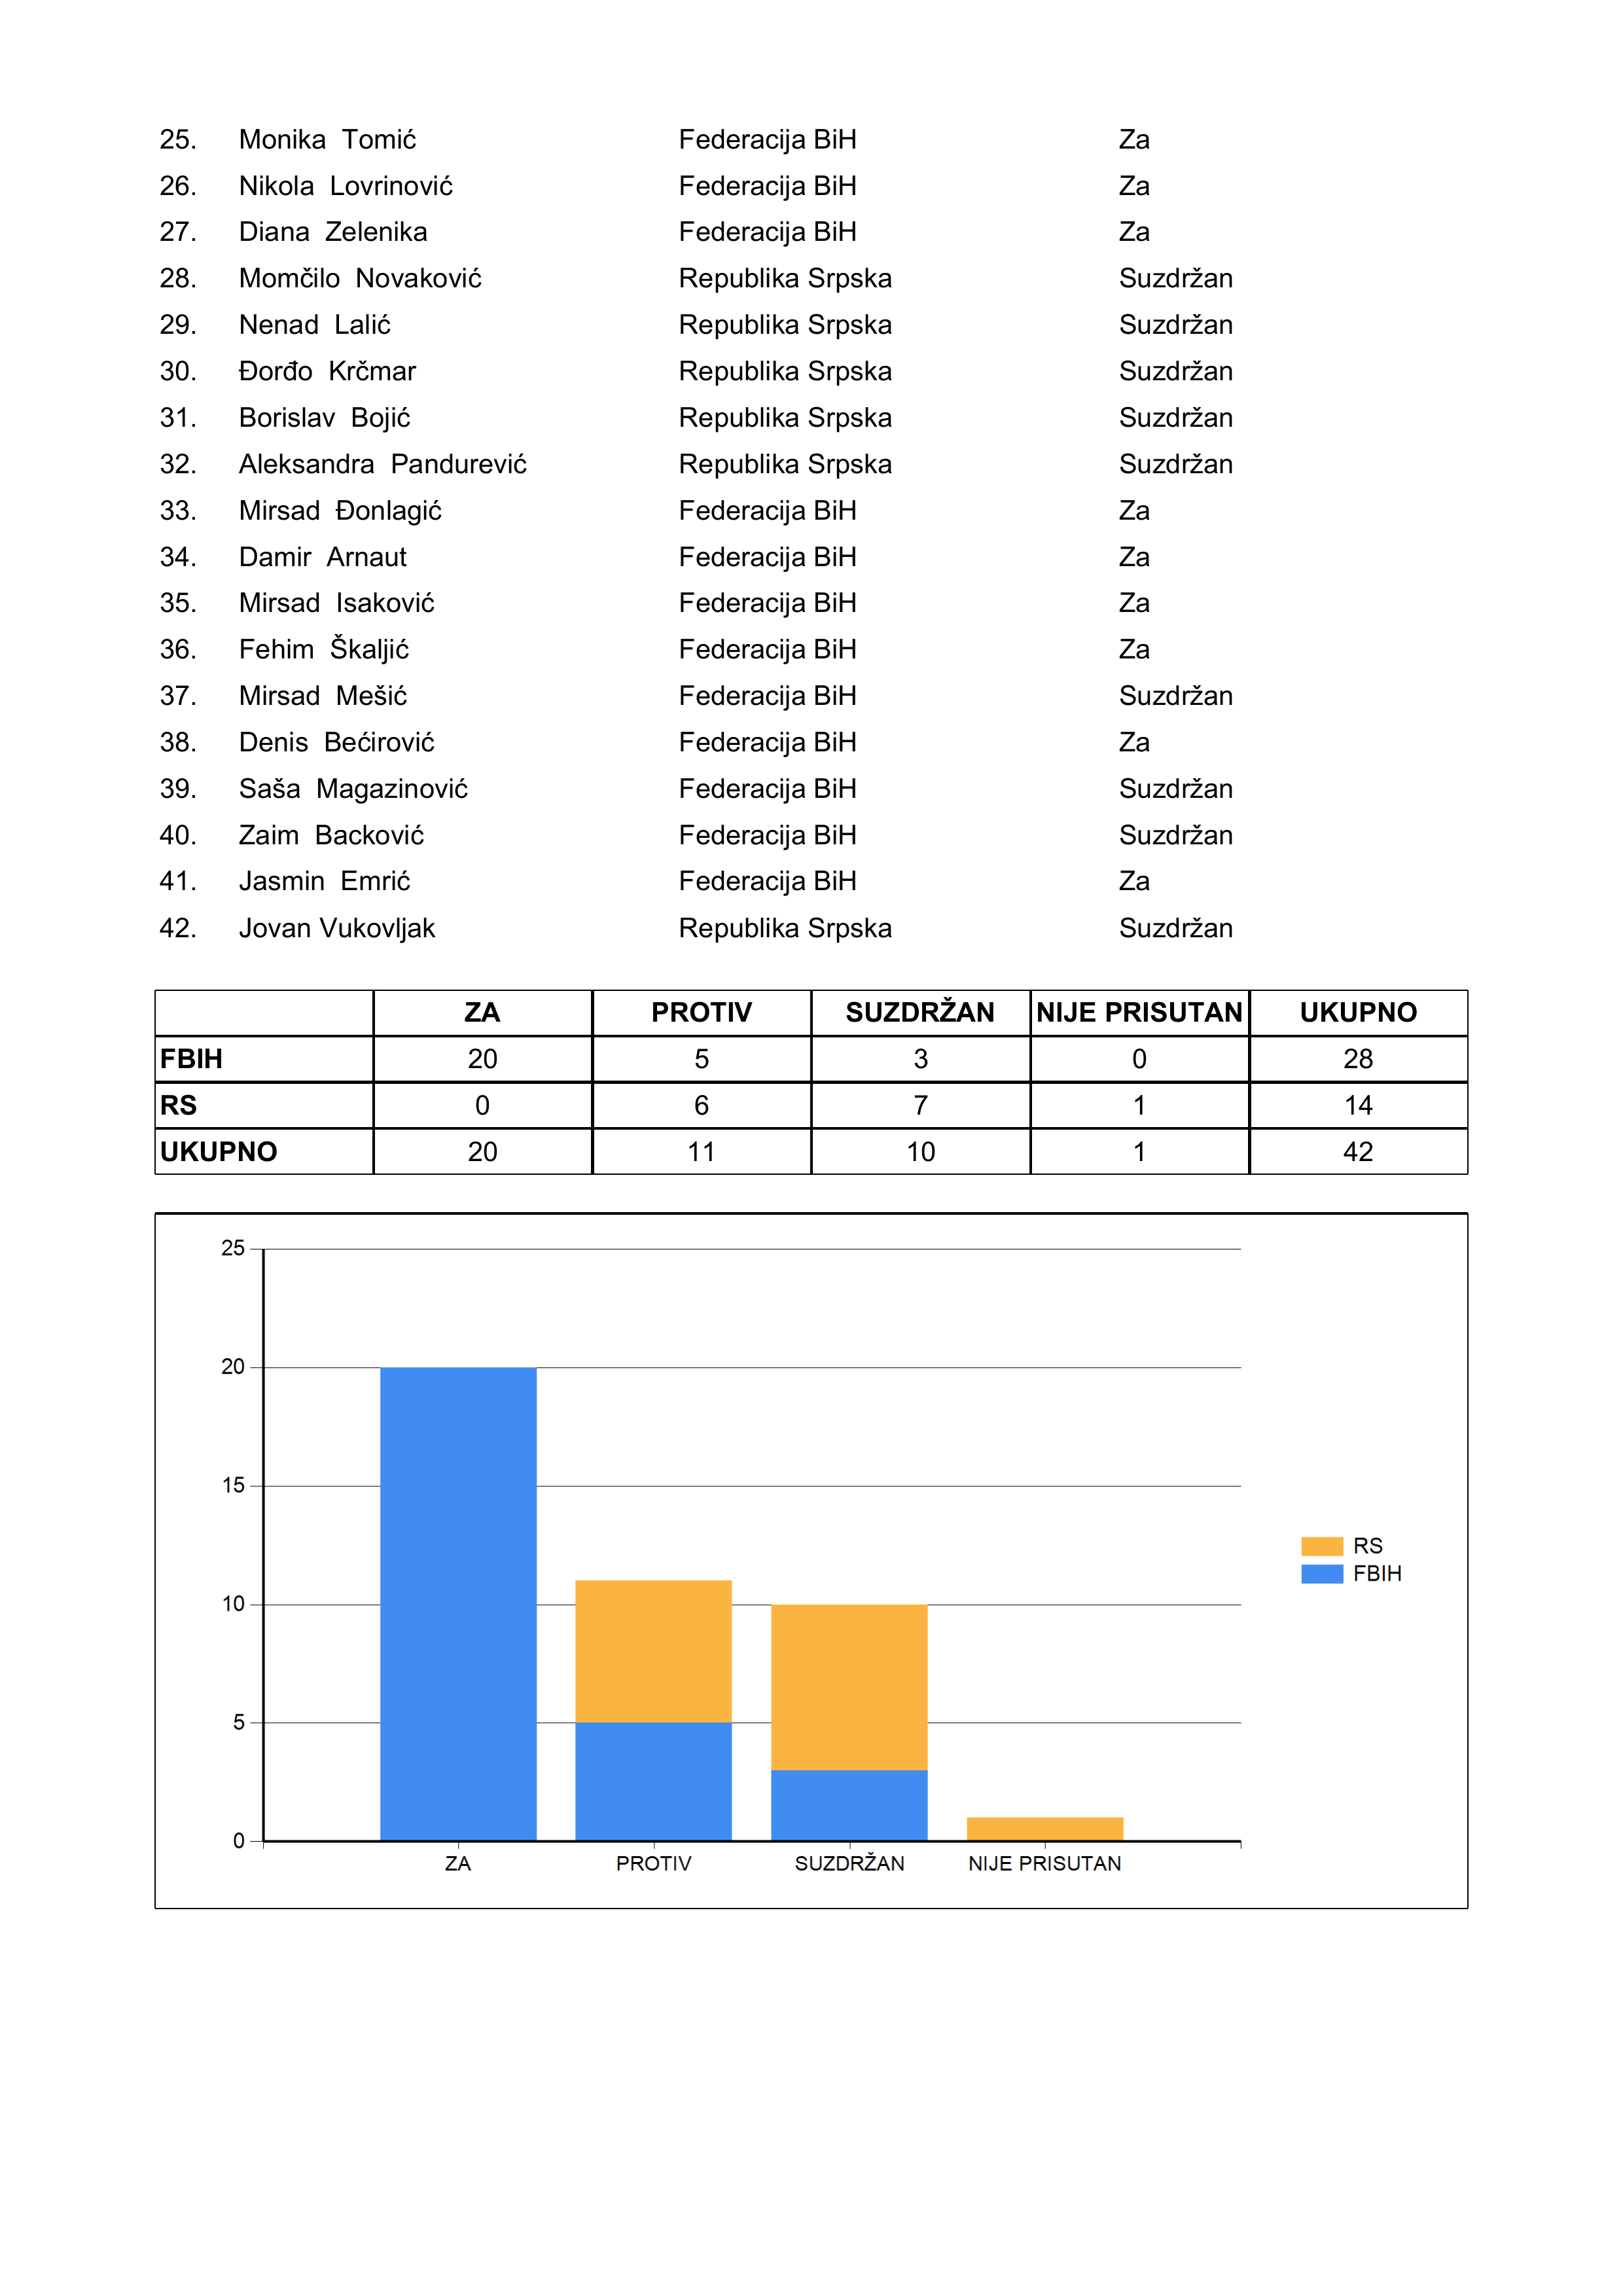 25. Monika Tomić Federacija BiH Za
26. Nikola Lovrinović Federacija BiH Za
27. Diana Zelenika Federacija BiH Za
28. Momčilo Novaković Republika Srpska Suzdržan
29. Nenad Lalić Republika Srpska Suzdržan
30. Đorđo Krčmar Republika Srpska Suzdržan
31. Borislav Bojić Republika Srpska Suzdržan
32. Aleksandra Pandurević Republika Srpska Suzdržan
33. Mirsad Đonlagić Federacija BiH Za
34. Damir Arnaut Federacija BiH Za
35. Mirsad Isaković Federacija BiH Za
36. Fehim Škaljić Federacija BiH Za
37. Mirsad Mešić Federacija BiH Suzdržan
38. Denis Bećirović Federacija BiH Za
39. Saša Magazinović Federacija BiH Suzdržan
40. Zaim Backović Federacija BiH Suzdržan
41. Jasmin Emrić Federacija BiH Za
42. Jovan Vukovljak Republika Srpska Suzdržan
ZA PROTIV SUZDRŽAN NIJE PRISUTAN UKUPNO
FBIH 20 5 3 0 28
RS 0 6 7 1 14
UKUPNO 20 11 10 1 42
25
20
15
10
5
0
ZA PROTIV SUZDRŽAN NIJE PRISUTAN
RS
FBIH